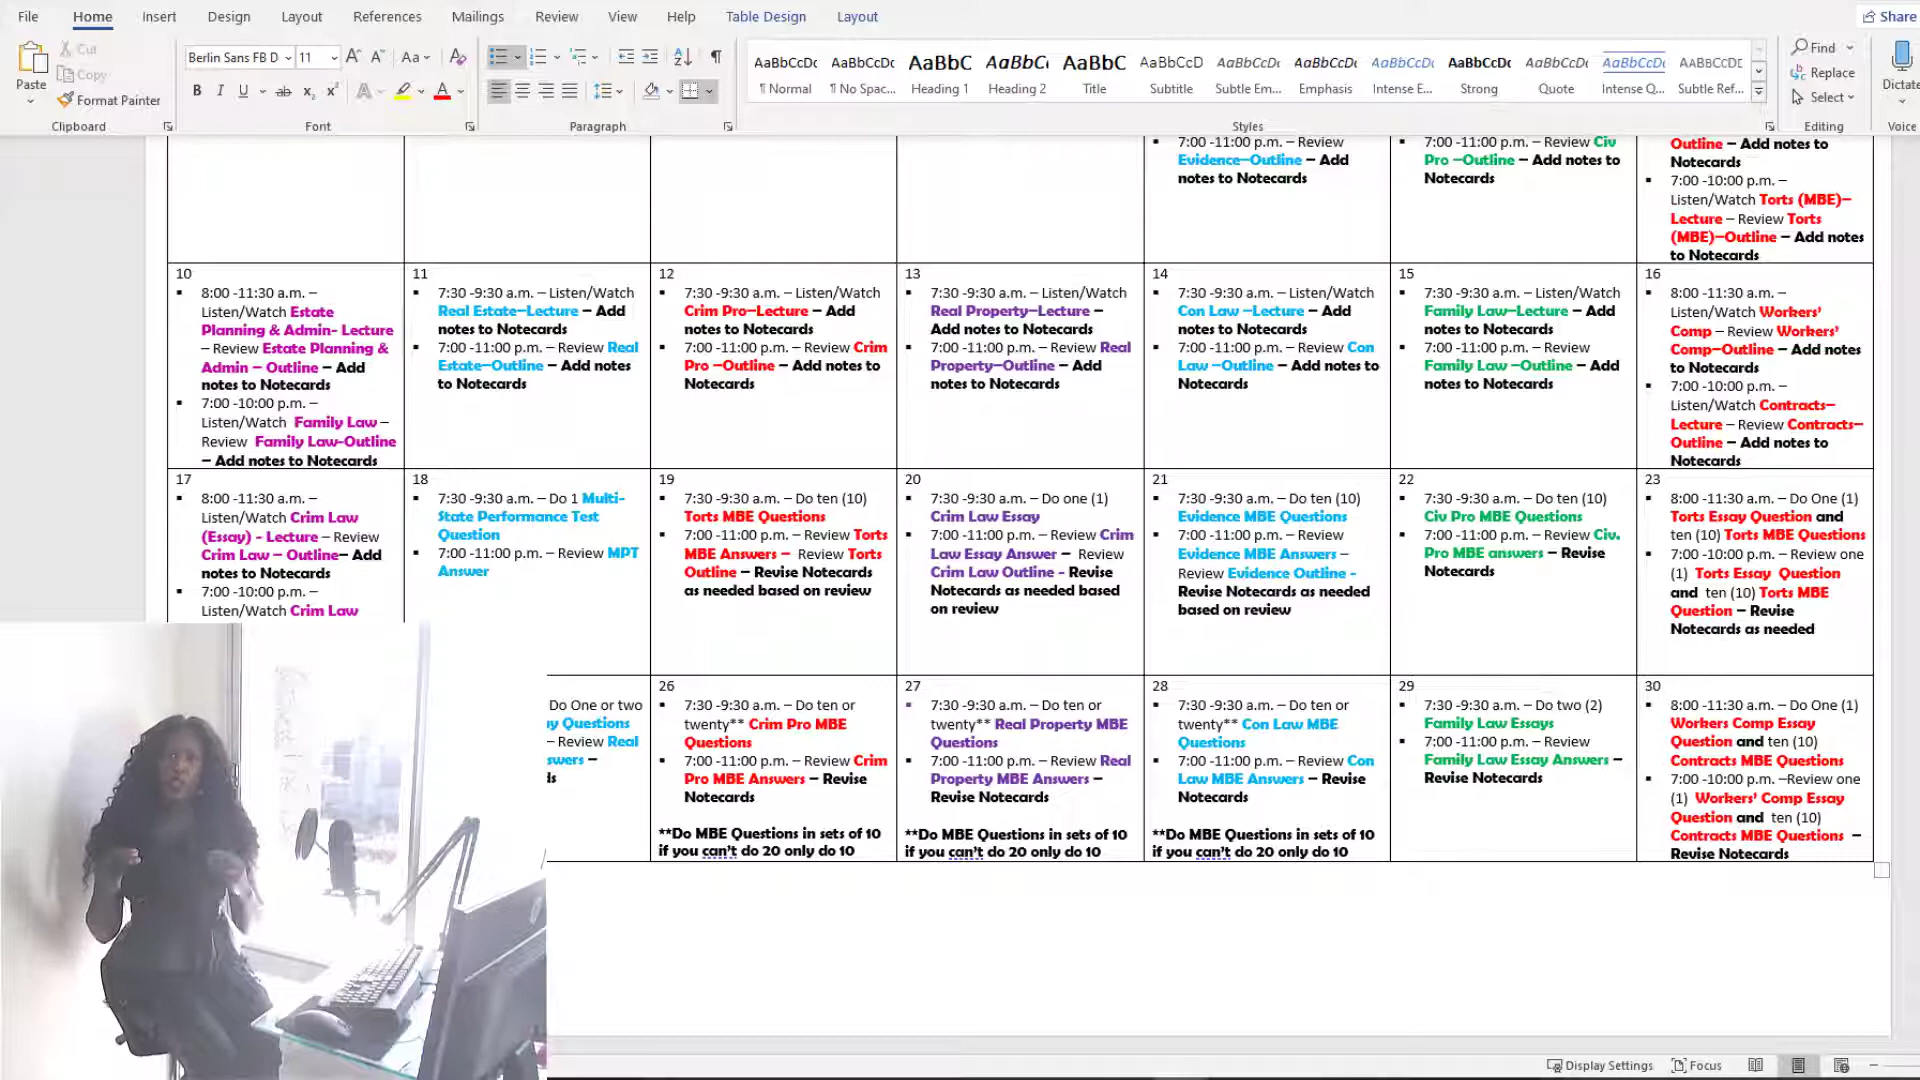 File Home Insert Design Layout References Mailings Review View Help Table Design Layout Share
Cut
Copy
Paste
Format Painter
Clipboard
Berlin Sans FB D 11
Font
Paragraph
AaBbCcDc AaBbCcDc AaBbC AaBbC AaBbC AaBbCcD AaBbCcDc AaBbCcDc AaBbCcDc AaBbCcDc AaBbCcDc AaBbCcDc AABBCCDE
¶ Normal ¶ No Spac... Heading 1 Heading 2 Title Subtitle Subtle Em... Emphasis Intense E... Strong Quote Intense Q... Subtle Ref...
Styles
Find
Replace
Select
Editing
Dictate
Voice
7:00 -11:00 p.m. – Review
Evidence–Outline – Add
notes to Notecards
7:00 -11:00 p.m. – Review Civ
Pro –Outline – Add notes to
Notecards
Outline – Add notes to
Notecards
7:00 -10:00 p.m. –
Listen/Watch Torts (MBE)–
Lecture – Review Torts
(MBE)–Outline – Add notes
to Notecards
10
8:00 -11:30 a.m. –
Listen/Watch Estate
Planning & Admin- Lecture
– Review Estate Planning &
Admin – Outline – Add
notes to Notecards
7:00 -10:00 p.m. –
Listen/Watch Family Law –
Review Family Law-Outline
– Add notes to Notecards
11
7:30 -9:30 a.m. – Listen/Watch
Real Estate–Lecture – Add
notes to Notecards
7:00 -11:00 p.m. – Review Real
Estate–Outline – Add notes
to Notecards
12
7:30 -9:30 a.m. – Listen/Watch
Crim Pro–Lecture – Add
notes to Notecards
7:00 -11:00 p.m. – Review Crim
Pro –Outline – Add notes to
Notecards
13
7:30 -9:30 a.m. – Listen/Watch
Real Property–Lecture –
Add notes to Notecards
7:00 -11:00 p.m. – Review Real
Property–Outline – Add
notes to Notecards
14
7:30 -9:30 a.m. – Listen/Watch
Con Law –Lecture – Add
notes to Notecards
7:00 -11:00 p.m. – Review Con
Law –Outline – Add notes to
Notecards
15
7:30 -9:30 a.m. – Listen/Watch
Family Law–Lecture – Add
notes to Notecards
7:00 -11:00 p.m. – Review
Family Law –Outline – Add
notes to Notecards
16
8:00 -11:30 a.m. –
Listen/Watch Workers’
Comp – Review Workers’
Comp–Outline – Add notes
to Notecards
7:00 -10:00 p.m. –
Listen/Watch Contracts–
Lecture – Review Contracts–
Outline – Add notes to
Notecards
17
8:00 -11:30 a.m. –
Listen/Watch Crim Law
(Essay) - Lecture – Review
Crim Law – Outline– Add
notes to Notecards
7:00 -10:00 p.m. –
Listen/Watch Crim Law
18
7:30 -9:30 a.m. – Do 1 Multi-
State Performance Test
Question
7:00 -11:00 p.m. – Review MPT
Answer
19
7:30 -9:30 a.m. – Do ten (10)
Torts MBE Questions
7:00 -11:00 p.m. – Review Torts
MBE Answers – Review Torts
Outline – Revise Notecards
as needed based on review
20
7:30 -9:30 a.m. – Do one (1)
Crim Law Essay
7:00 -11:00 p.m. – Review Crim
Law Essay Answer – Review
Crim Law Outline - Revise
Notecards as needed based
on review
21
7:30 -9:30 a.m. – Do ten (10)
Evidence MBE Questions
7:00 -11:00 p.m. – Review
Evidence MBE Answers –
Review Evidence Outline -
Revise Notecards as needed
based on review
22
7:30 -9:30 a.m. – Do ten (10)
Civ Pro MBE Questions
7:00 -11:00 p.m. – Review Civ.
Pro MBE answers – Revise
Notecards
23
8:00 -11:30 a.m. – Do One (1)
Torts Essay Question and
ten (10) Torts MBE Questions
7:00 -10:00 p.m. – Review one
(1) Torts Essay Question
and ten (10) Torts MBE
Question – Revise
Notecards as needed
Do One or two
y Questions
– Review Real
swers –
ds
26
7:30 -9:30 a.m. – Do ten or
twenty** Crim Pro MBE
Questions
7:00 -11:00 p.m. – Review Crim
Pro MBE Answers – Revise
Notecards
**Do MBE Questions in sets of 10
if you can’t do 20 only do 10
27
7:30 -9:30 a.m. – Do ten or
twenty** Real Property MBE
Questions
7:00 -11:00 p.m. – Review Real
Property MBE Answers –
Revise Notecards
**Do MBE Questions in sets of 10
if you can’t do 20 only do 10
28
7:30 -9:30 a.m. – Do ten or
twenty** Con Law MBE
Questions
7:00 -11:00 p.m. – Review Con
Law MBE Answers – Revise
Notecards
**Do MBE Questions in sets of 10
if you can’t do 20 only do 10
29
7:30 -9:30 a.m. – Do two (2)
Family Law Essays
7:00 -11:00 p.m. – Review
Family Law Essay Answers –
Revise Notecards
30
8:00 -11:30 a.m. – Do One (1)
Workers Comp Essay
Question and ten (10)
Contracts MBE Questions
7:00 -10:00 p.m. –Review one
(1) Workers’ Comp Essay
Question and ten (10)
Contracts MBE Questions –
Revise Notecards
Display Settings Focus